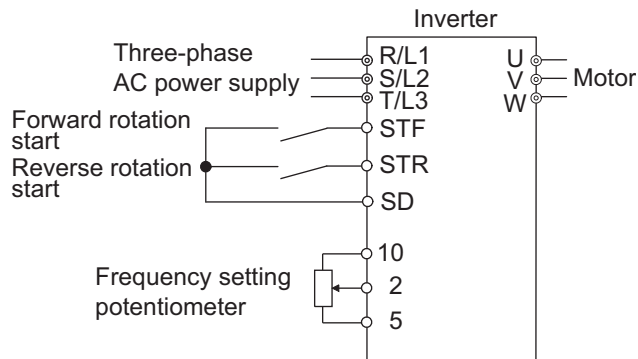 Inverter
Three-phase
AC power supply
R/L1
S/L2
T/L3
U
V
W
Motor
Forward rotation
start
STF
Reverse rotation
start
STR
SD
Frequency setting
potentiometer
10
2
5